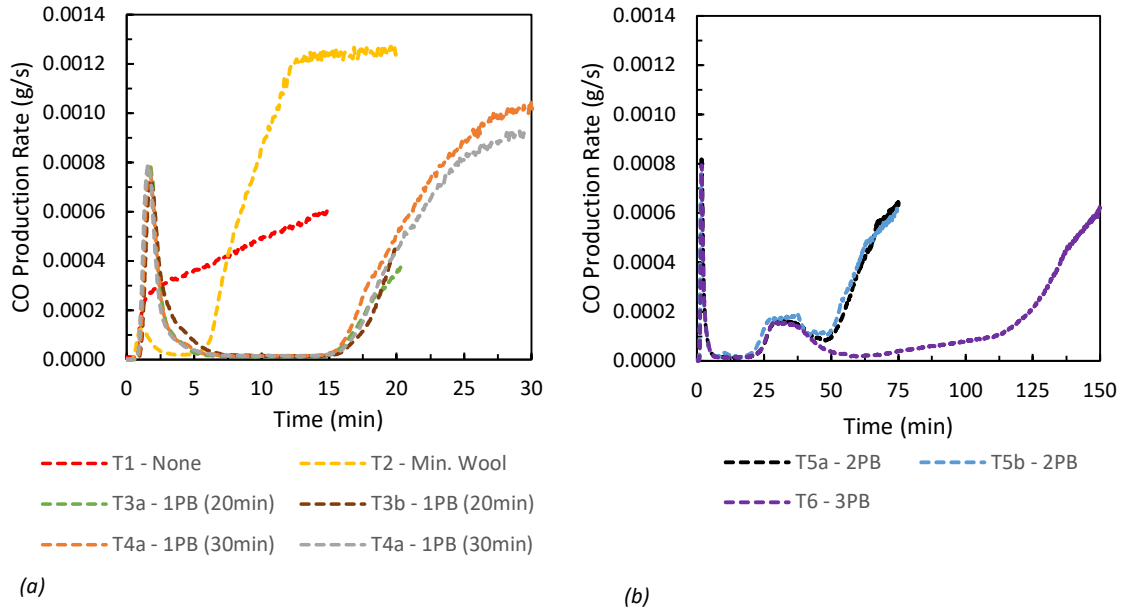 CO Production Rate (g/s)
0.0014
0.0012
0.0010
0.0008
0.0006
0.0004
0.0002
0.0000
0 5 10 15 20 25 30
Time (min)
T1 - None
T2 - Min. Wool
T3a - 1PB (20min)
T3b - 1PB (20min)
T4a - 1PB (30min)
T4a - 1PB (30min)
(a)
CO Production Rate (g/s)
0.0014
0.0012
0.0010
0.0008
0.0006
0.0004
0.0002
0.0000
0 25 50 75 100 125 150
Time (min)
T5a - 2PB
T5b - 2PB
T6 - 3PB
(b)